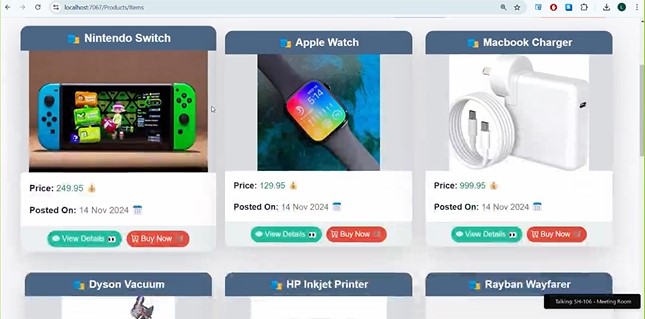 localhost:7067/Products/Items
Nintendo Switch
Apple Watch
Macbook Charger
5:14
Price: 249.95
Price: 129.95
Price: 999.95
Posted On: 14 Nov 2024
Posted On: 14 Nov 2024
Posted On: 14 Nov 2024
View Details
Buy Now
View Details
Buy Now
View Details
Buy Now
Dyson Vacuum
HP Inkjet Printer
Rayban Wayfarer
Talking: SH-106 - Meeting Room